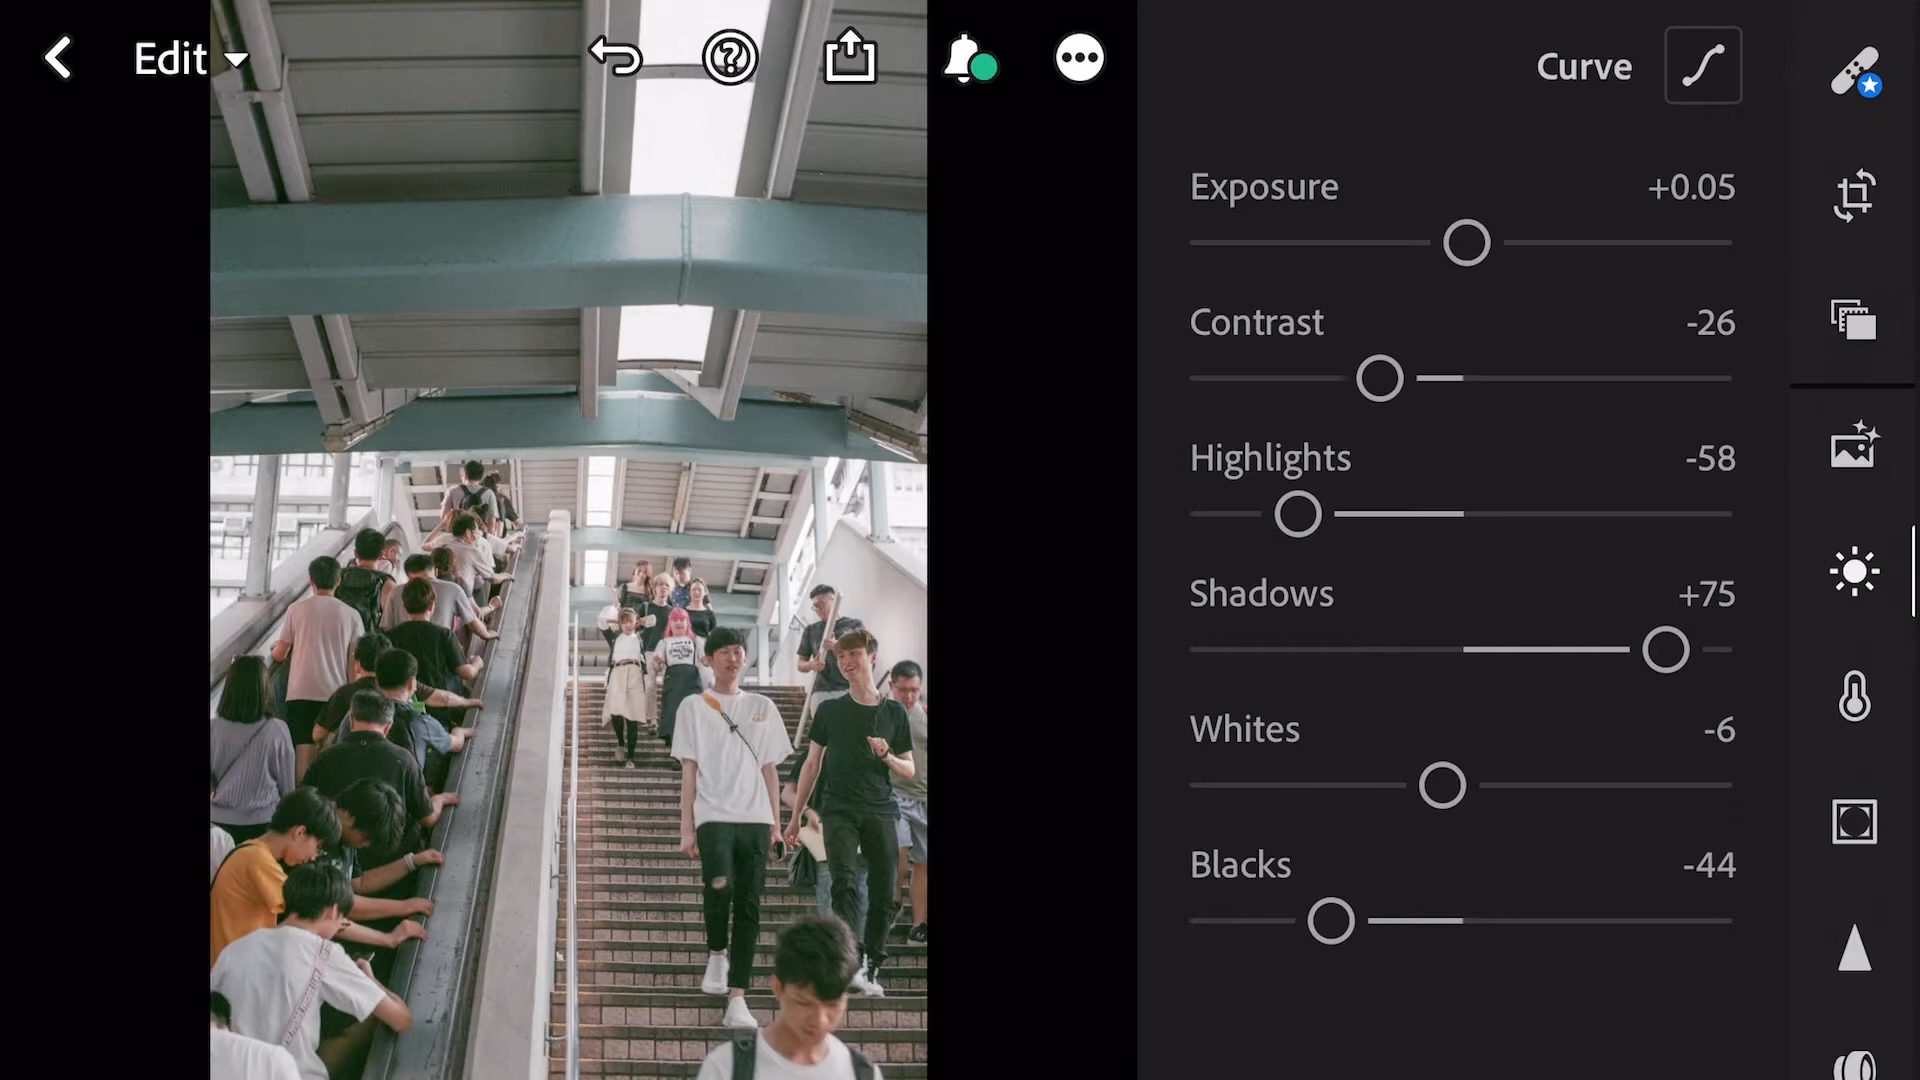 Edit
Curve
Exposure +0.05
Contrast -26
Highlights -58
Shadows +75
Whites -6
Blacks -44